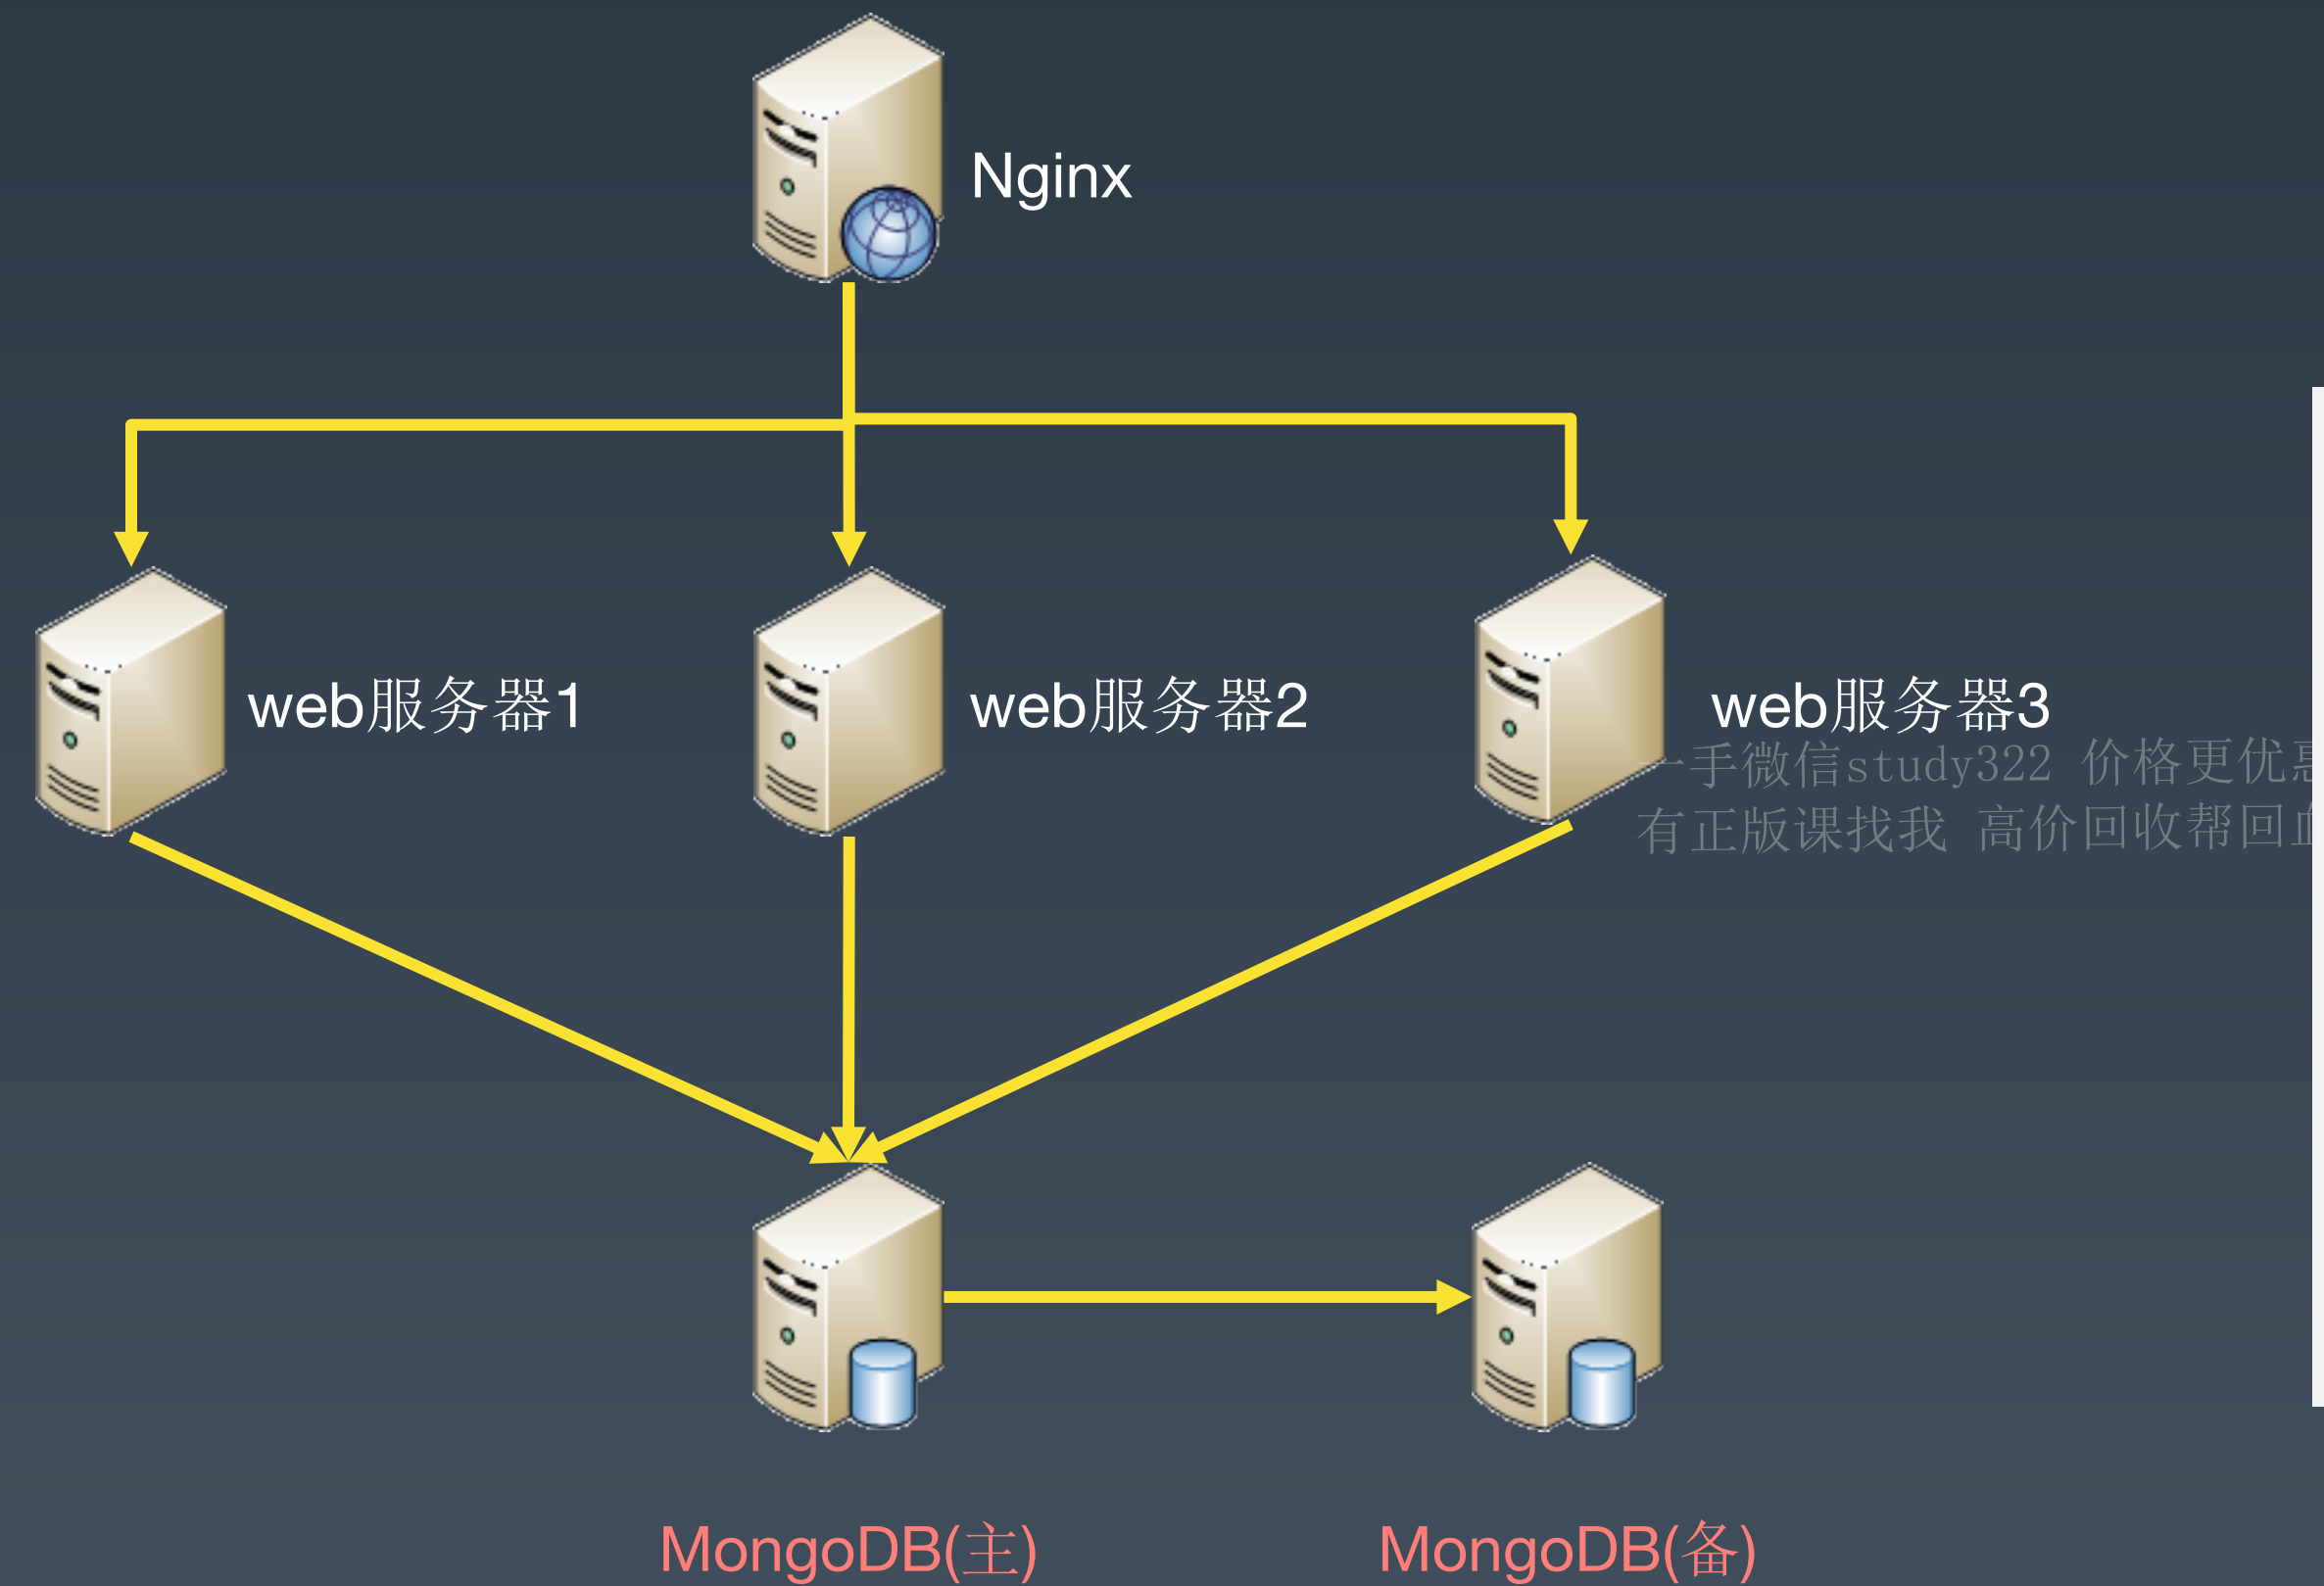 Nginx
web服务器1
web服务器2
web服务器3
一手微信study322 价格更优
有正版课找我 高价回收帮回
MongoDB(主)
MongoDB(备)